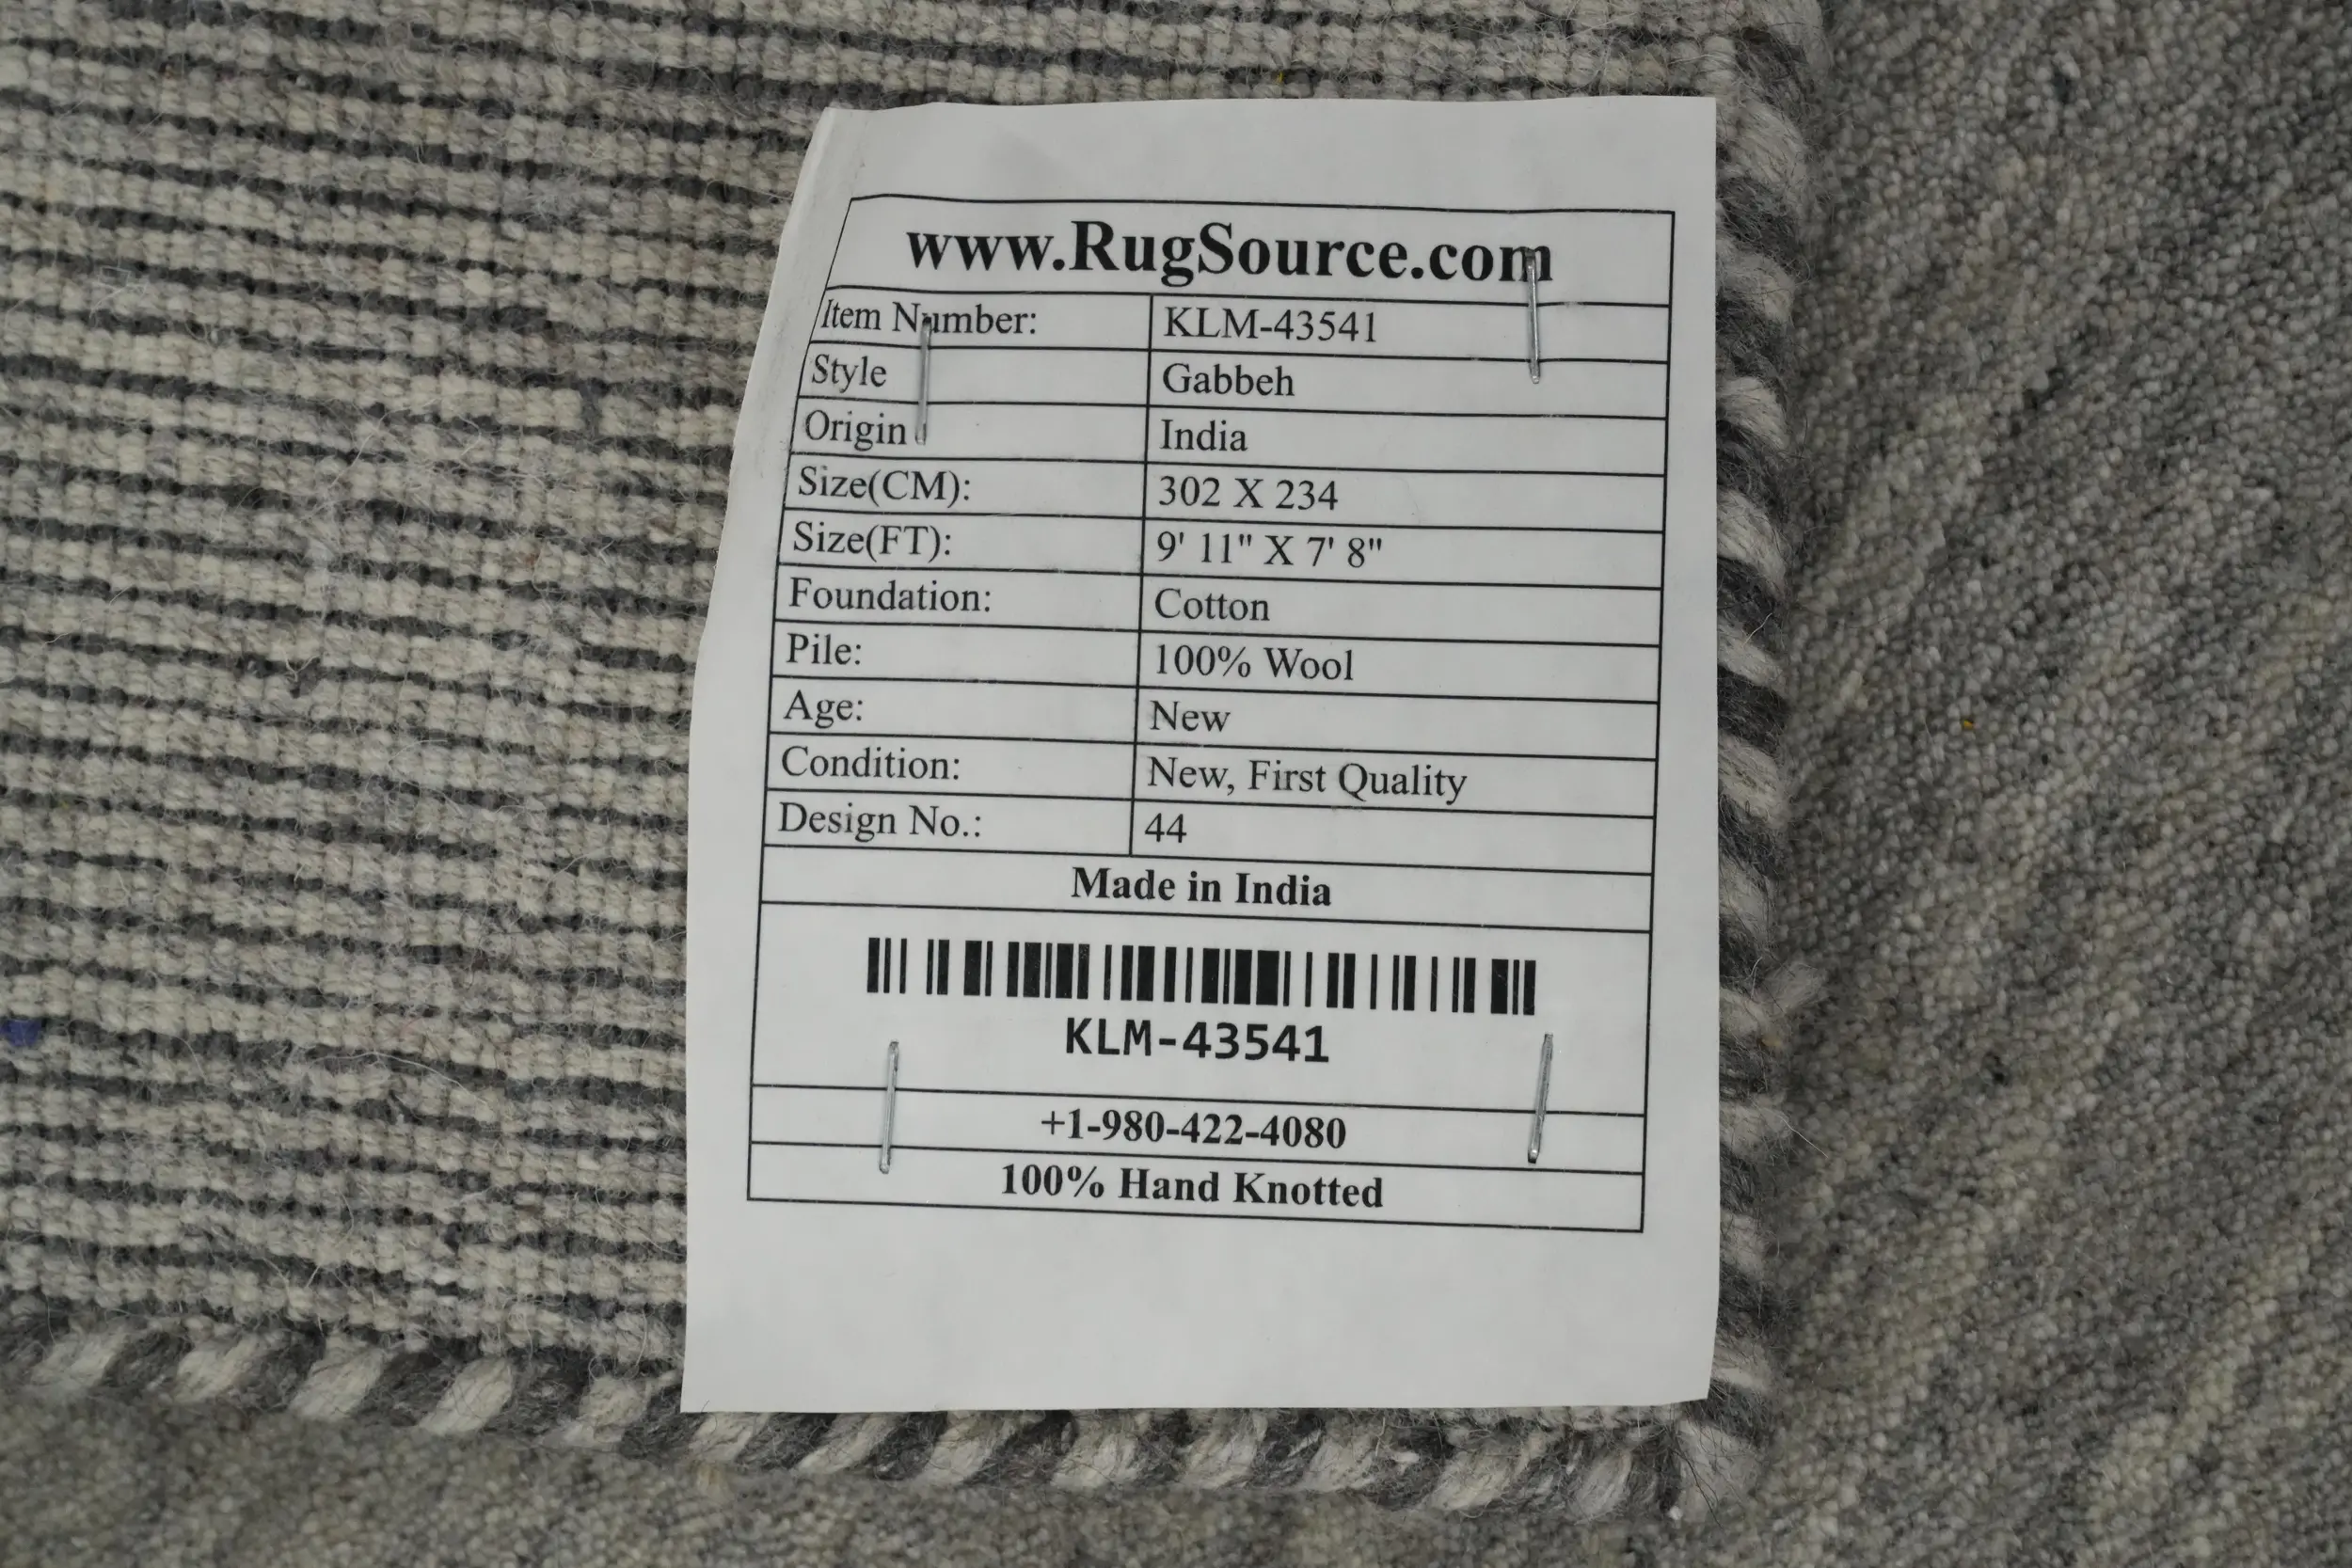 www.RugSource.com
Item Number: KLM-43541
Style Gabbeh
Origin India
Size(CM): 302 X 234
Size(FT): 9' 11" X 7' 8"
Foundation: Cotton
Pile: 100% Wool
Age: New
Condition: New, First Quality
Design No.: 44
Made in India
KLM-43541
+1-980-422-4080
100% Hand Knotted